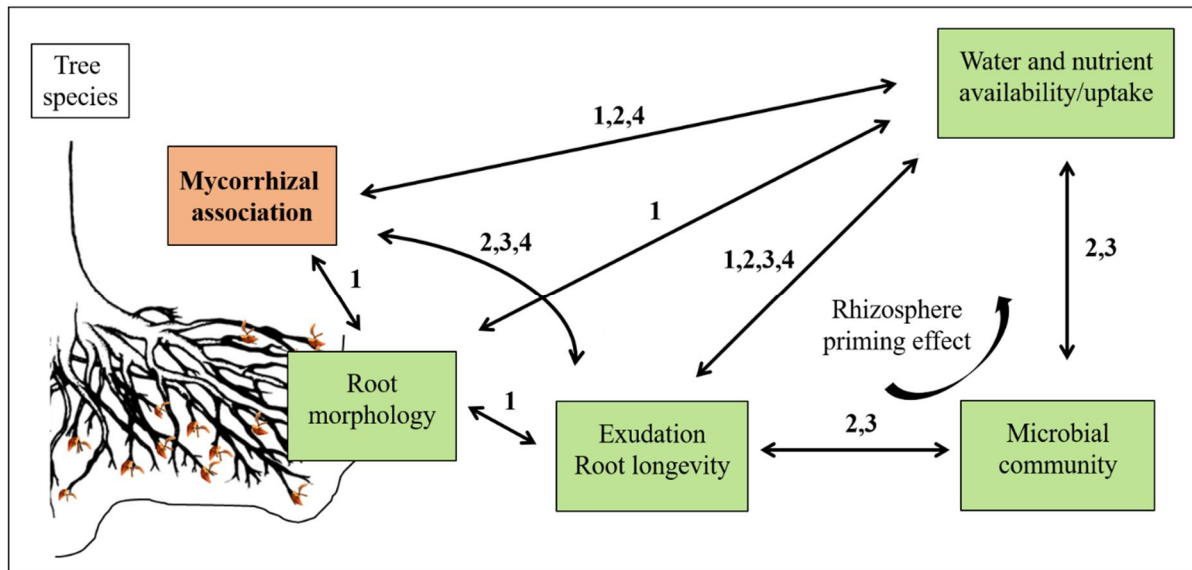 Tree
species
Water and nutrient
availability/uptake
1,2,4
Mycorrhizal
association
1
2,3,4
1,2,3,4
2,3
1
Rhizosphere
priming effect
Root
morphology
1
Exudation
Root longevity
2,3
Microbial
community